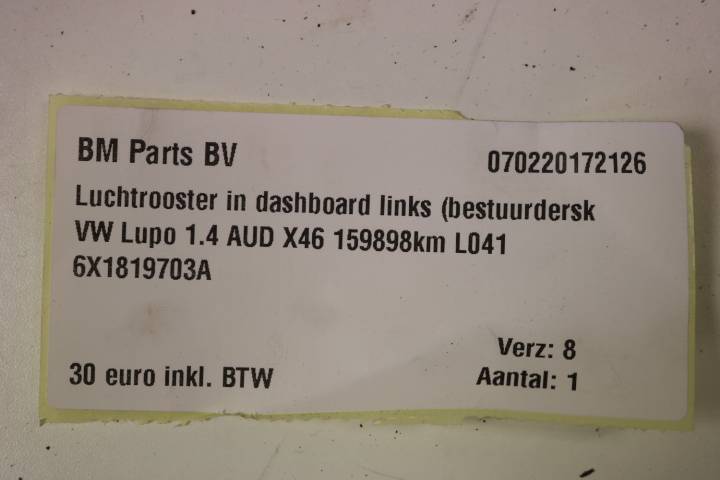 BM Parts BV 070220172126
Luchtrooster in dashboard links (bestuurdersk
VW Lupo 1.4 AUD X46 159898km L041
6X1819703A
Verz: 8
30 euro inkl. BTW Aantal: 1